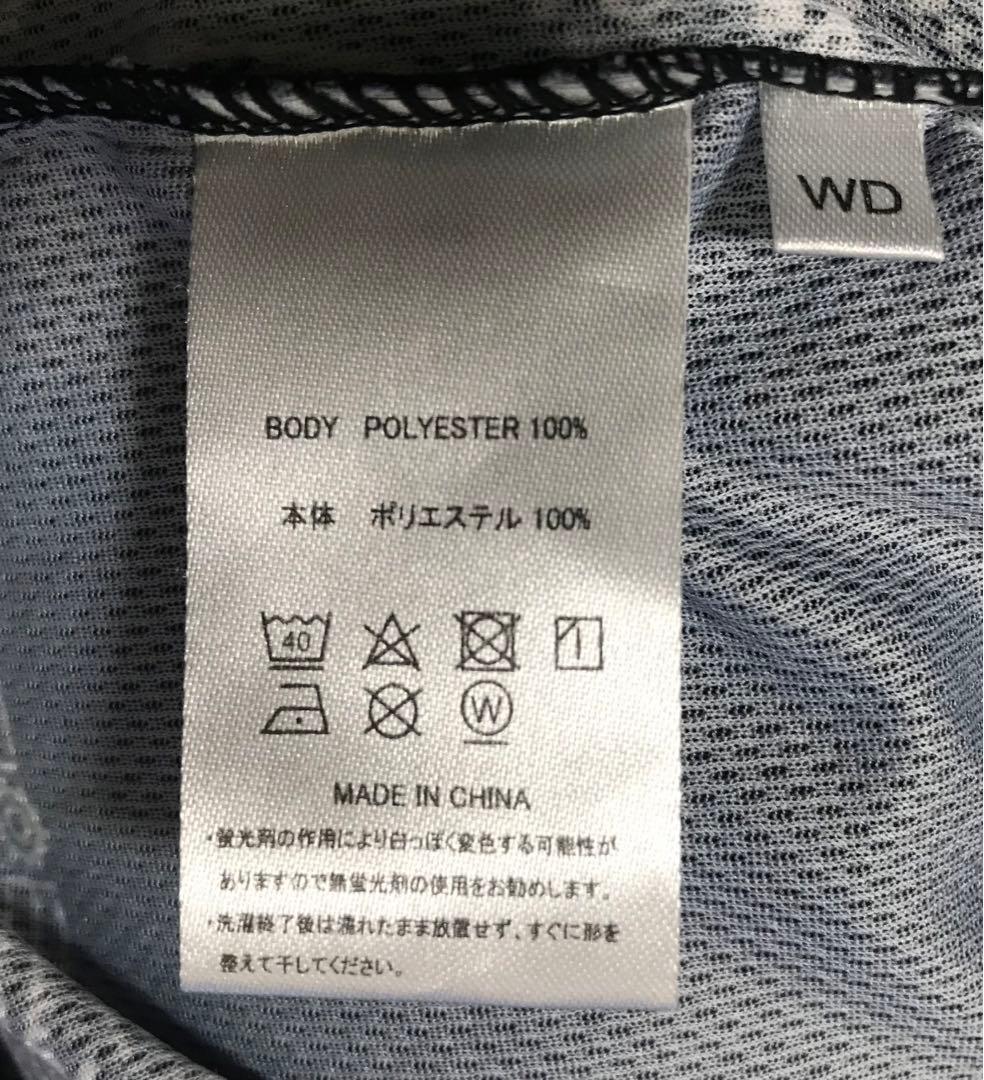 WD
BODY POLYESTER 100%
本体 ポリエステル 100%
40
W
MADE IN CHINA
・蛍光剤の作用により白っぽく変色する可能性が
ありますので無蛍光剤の使用をお勧めします。
・洗濯終了後は濡れたまま放置せず、すぐに形を
整えて干してください。